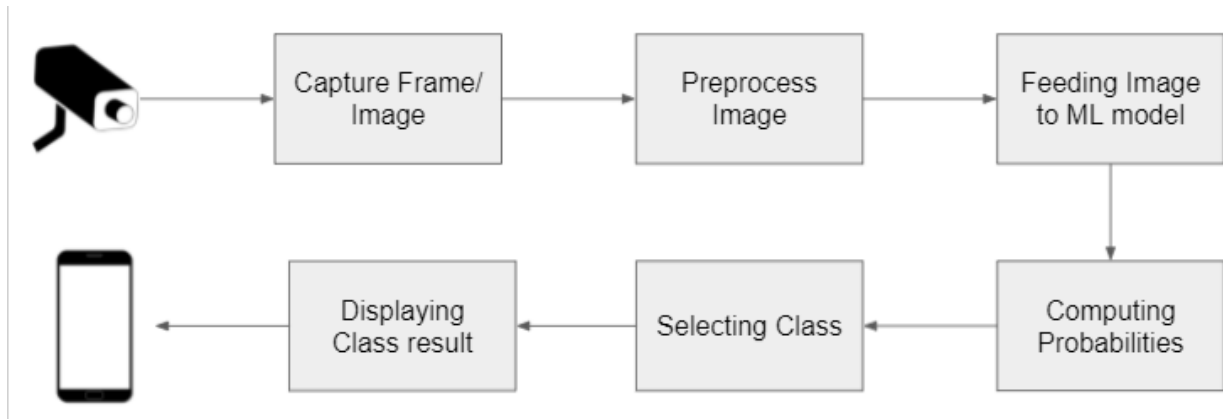 Capture Frame/
Image
Preprocess
Image
Feeding Image
to ML model
Computing
Probabilities
Selecting Class
Displaying
Class result